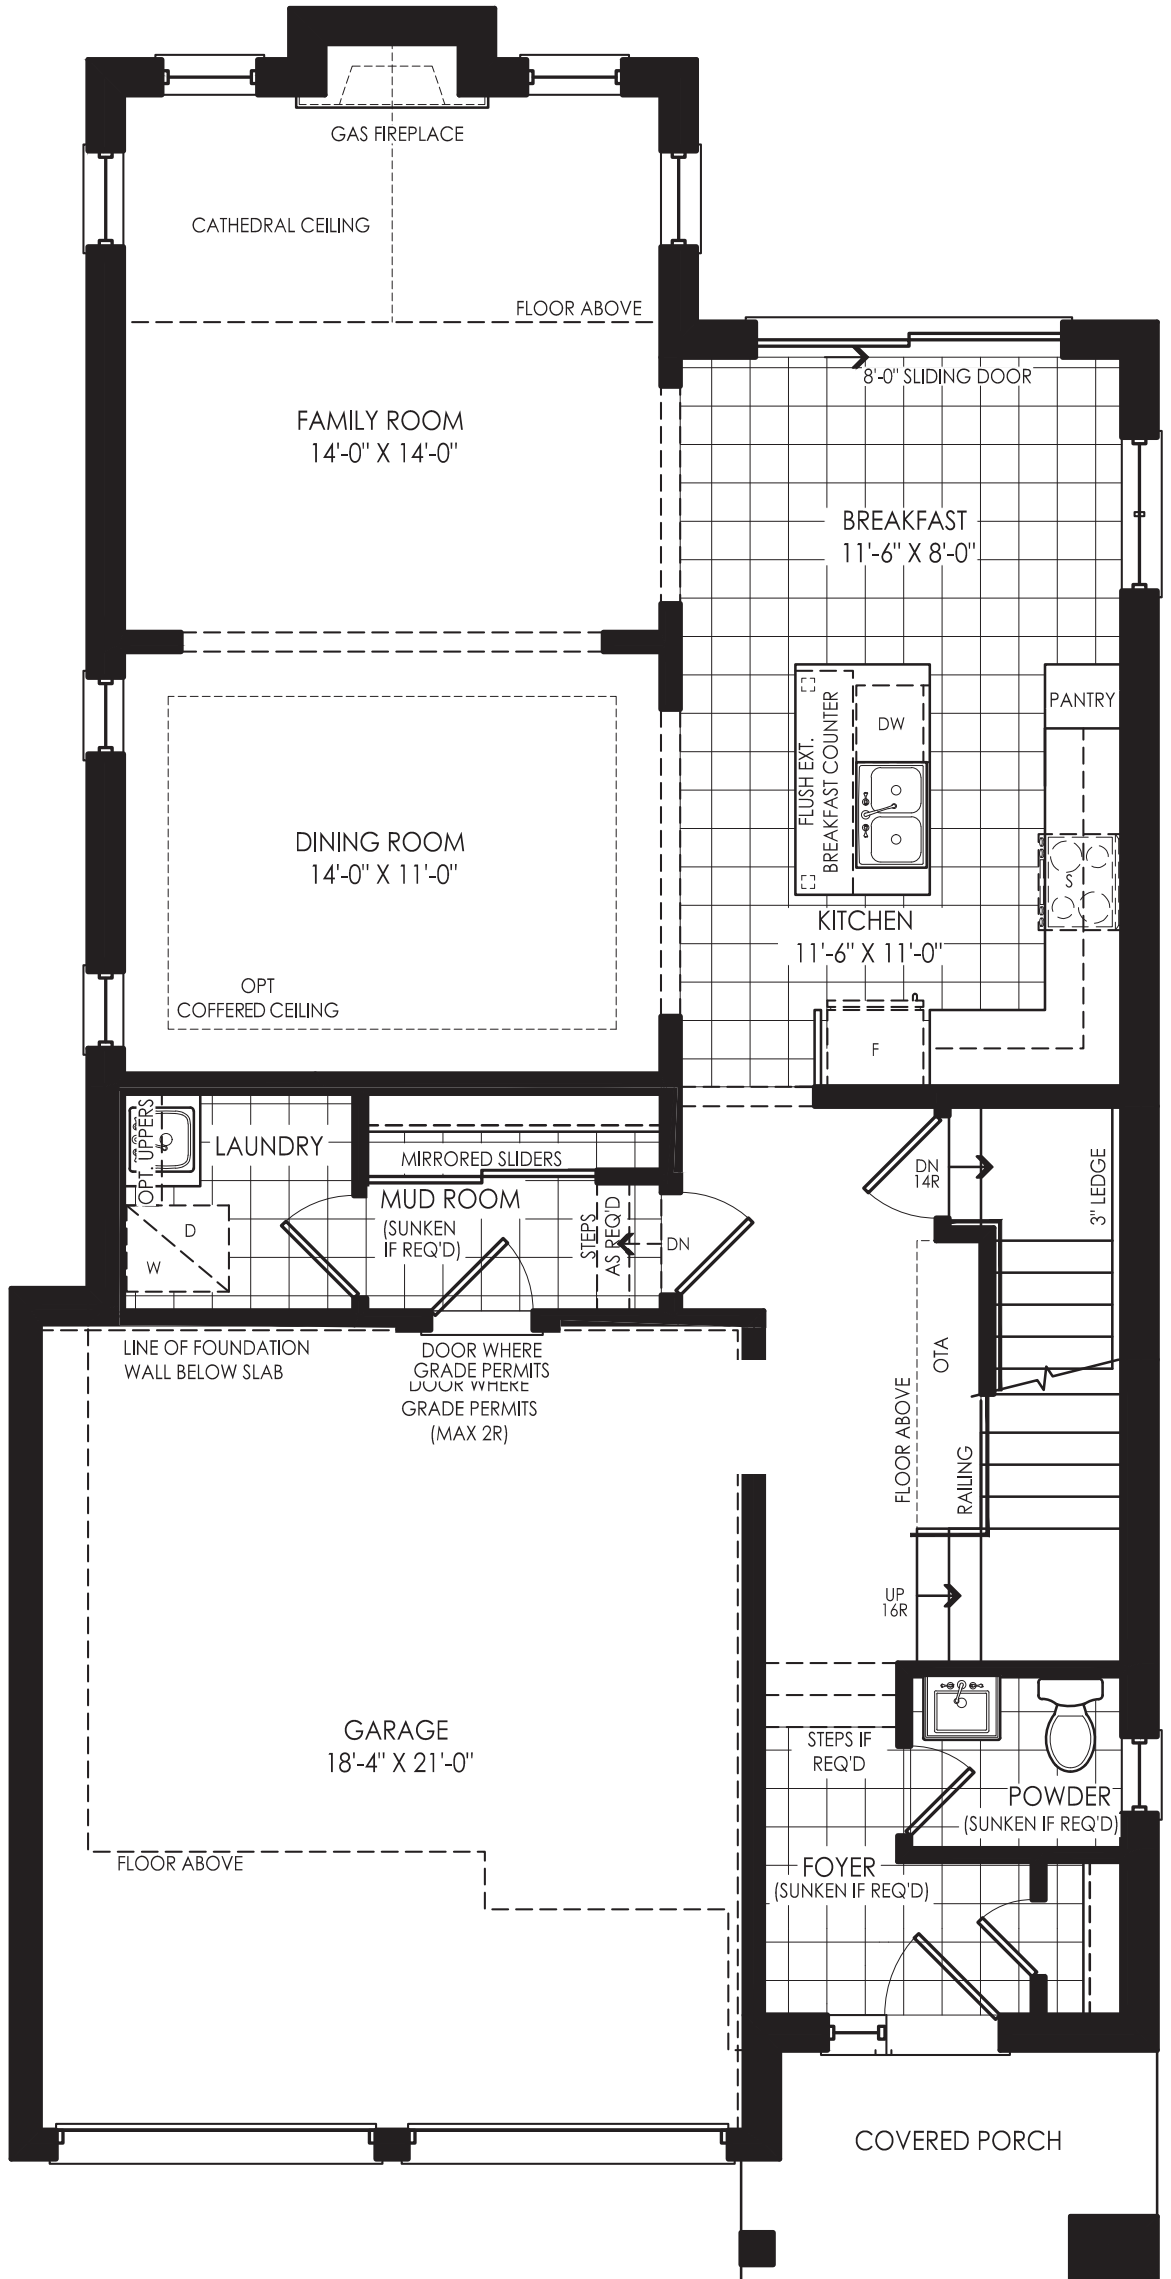 GAS FIREPLACE
CATHEDRAL CEILING
FLOOR ABOVE
8'-0" SLIDING DOOR
FAMILY ROOM
14'-0" X 14'-0"
BREAKFAST
11'-6" X 8'-0"
PANTRY
DW
FLUSH EXT.
BREAKFAST COUNTER
DINING ROOM
14'-0" X 11'-0"
S
KITCHEN
11'-6" X 11'-0"
OPT
COFFERED CEILING
F
OPT. UPPERS
LAUNDRY
MIRRORED SLIDERS
MUD ROOM
(SUNKEN
IF REQ'D)
STEPS
AS REQ'D
DN
D
W
DN
14R
3" LEDGE
LINE OF FOUNDATION
WALL BELOW SLAB
DOOR WHERE
GRADE PERMITS
DOOR WHERE
GRADE PERMITS
(MAX 2R)
OTA
FLOOR ABOVE
RAILING
UP
16R
GARAGE
18'-4" X 21'-0"
STEPS IF
REQ'D
POWDER
(SUNKEN IF REQ'D)
FLOOR ABOVE
FOYER
(SUNKEN IF REQ'D)
COVERED PORCH